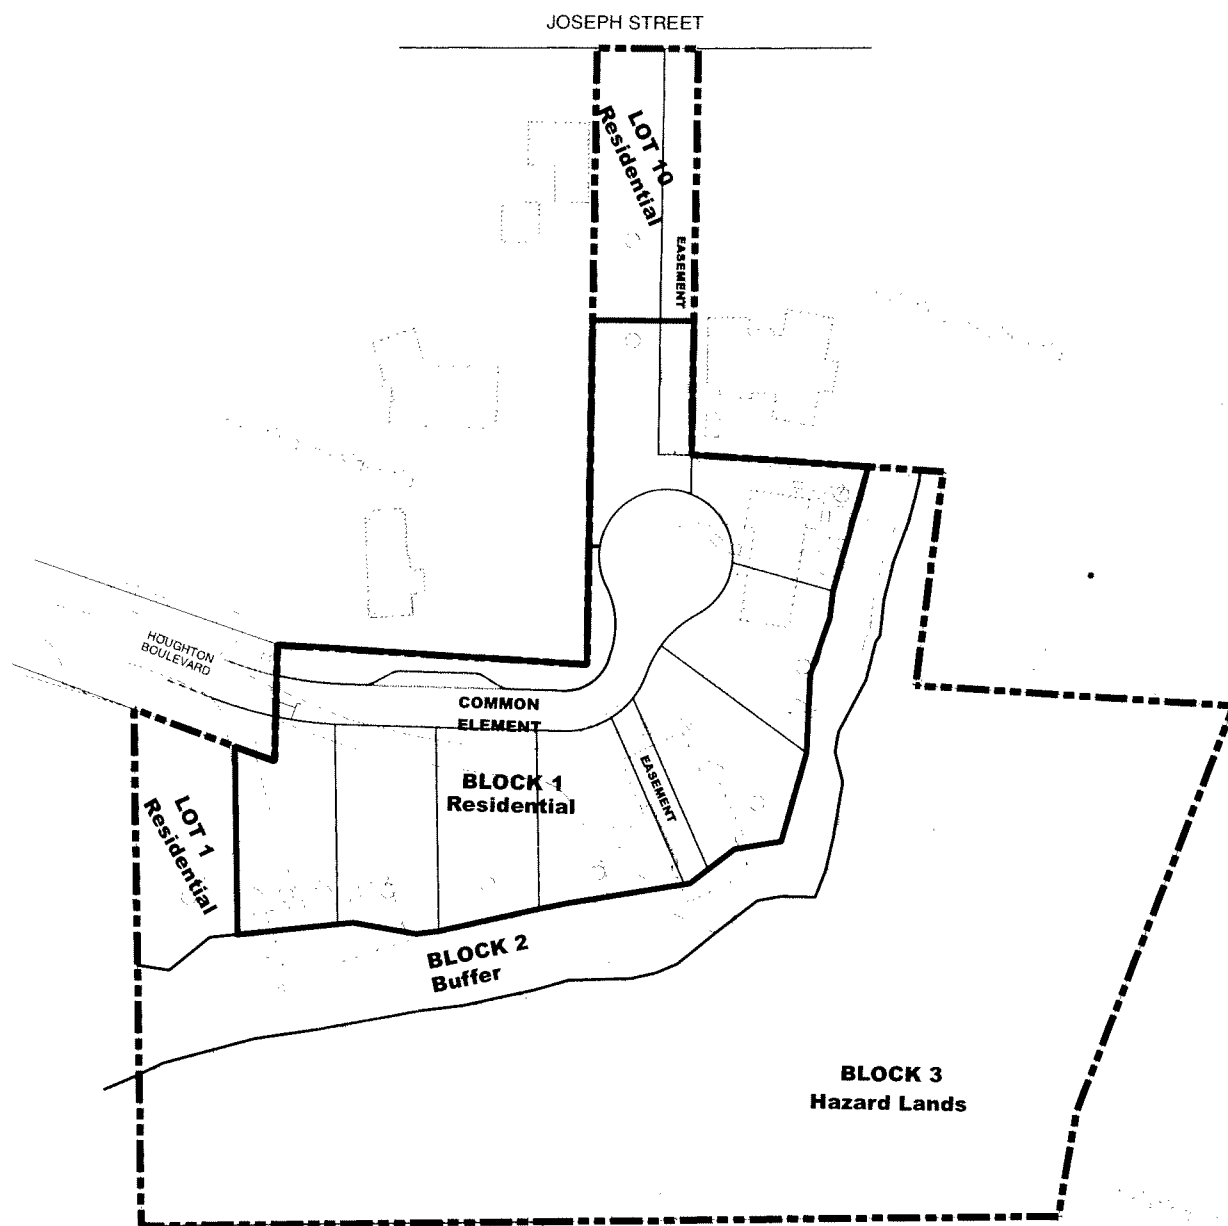 JOSEPH STREET
LOT 10
Residential
EASEMENT
HOUGHTON
BOULEVARD
COMMON
ELEMENT
BLOCK 1
Residential
EASEMENT
LOT 1
Residential
BLOCK 2
Buffer
BLOCK 3
Hazard Lands